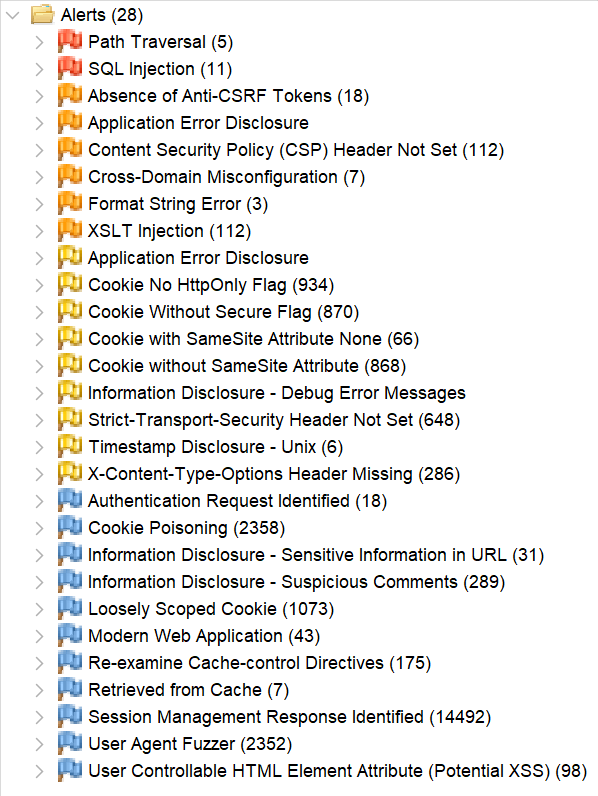 Alerts (28)
Path Traversal (5)
SQL Injection (11)
Absence of Anti-CSRF Tokens (18)
Application Error Disclosure
Content Security Policy (CSP) Header Not Set (112)
Cross-Domain Misconfiguration (7)
Format String Error (3)
XSLT Injection (112)
Application Error Disclosure
Cookie No HttpOnly Flag (934)
Cookie Without Secure Flag (870)
Cookie with SameSite Attribute None (66)
Cookie without SameSite Attribute (868)
Information Disclosure - Debug Error Messages
Strict-Transport-Security Header Not Set (648)
Timestamp Disclosure - Unix (6)
X-Content-Type-Options Header Missing (286)
Authentication Request Identified (18)
Cookie Poisoning (2358)
Information Disclosure - Sensitive Information in URL (31)
Information Disclosure - Suspicious Comments (289)
Loosely Scoped Cookie (1073)
Modern Web Application (43)
Re-examine Cache-control Directives (175)
Retrieved from Cache (7)
Session Management Response Identified (14492)
User Agent Fuzzer (2352)
User Controllable HTML Element Attribute (Potential XSS) (98)